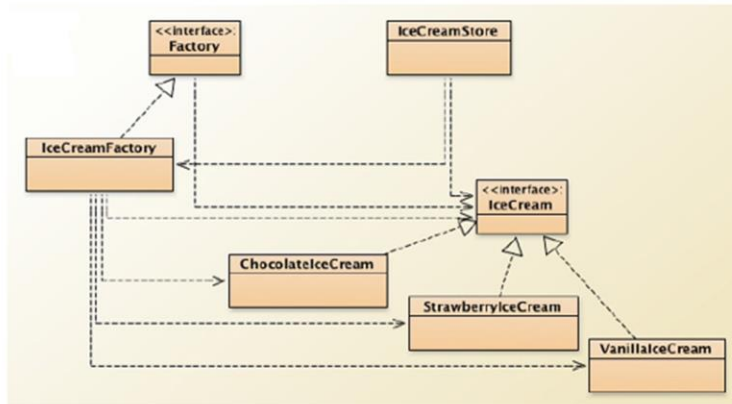 <<interface>>
Factory
IceCreamStore
IceCreamFactory
<<interface>>
IceCream
ChocolateIceCream
StrawberryIceCream
VanillaIceCream